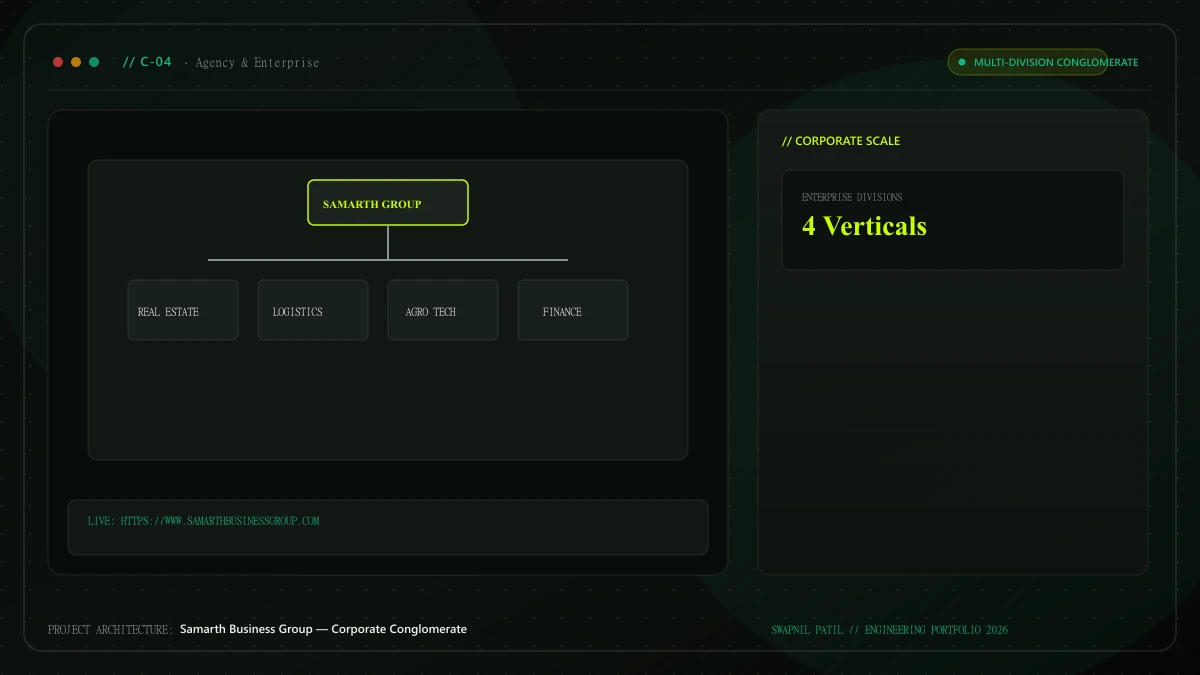 // C-04 · Agency & Enterprise
MULTI-DIVISION CONGLOMERATE
SAMARTH GROUP
REAL ESTATE
LOGISTICS
AGRO TECH
FINANCE
LIVE: HTTPS://WWW.SAMARTHBUSINESSGROUP.COM
// CORPORATE SCALE
ENTERPRISE DIVISIONS
4 Verticals
PROJECT ARCHITECTURE: Samarth Business Group — Corporate Conglomerate
SWAPNIL PATIL // ENGINEERING PORTFOLIO 2026